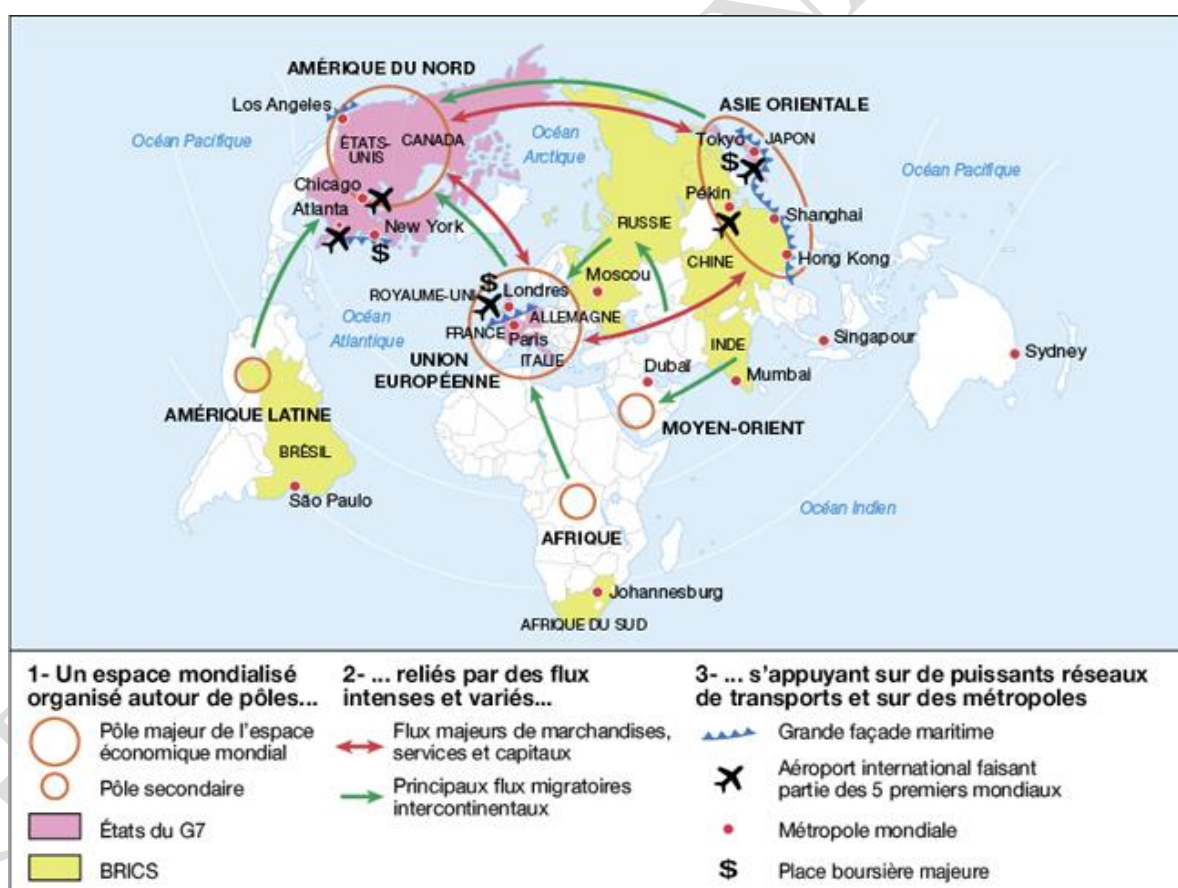 AMÉRIQUE DU NORD
Los Angeles
ASIE ORIENTALE
Océan Pacifique
ÉTATS-
UNIS
CANADA
Océan
Arctique
Tokyo
JAPON
$
Océan Pacifique
Chicago
Atlanta
New York
$
Pékin
Shanghai
RUSSIE
CHINE
Hong Kong
$
Moscou
ROYAUME-UNI
Londres
Océan
Atlantique
FRANCE
ALLEMAGNE
Paris
ITALIE
UNION
EUROPÉENNE
INDE
Singapour
Sydney
Dubaï
Mumbai
AMÉRIQUE LATINE
MOYEN-ORIENT
BRÉSIL
São Paulo
Océan Indien
AFRIQUE
Johannesburg
AFRIQUE DU SUD
1- Un espace mondialisé
organisé autour de pôles...
Pôle majeur de l'espace
économique mondial
Pôle secondaire
États du G7
BRICS
2- ... reliés par des flux
intenses et variés...
Flux majeurs de marchandises,
services et capitaux
Principaux flux migratoires
intercontinentaux
3- ... s'appuyant sur de puissants réseaux
de transports et sur des métropoles
Grande façade maritime
Aéroport international faisant
partie des 5 premiers mondiaux
Métropole mondiale
$ Place boursière majeure